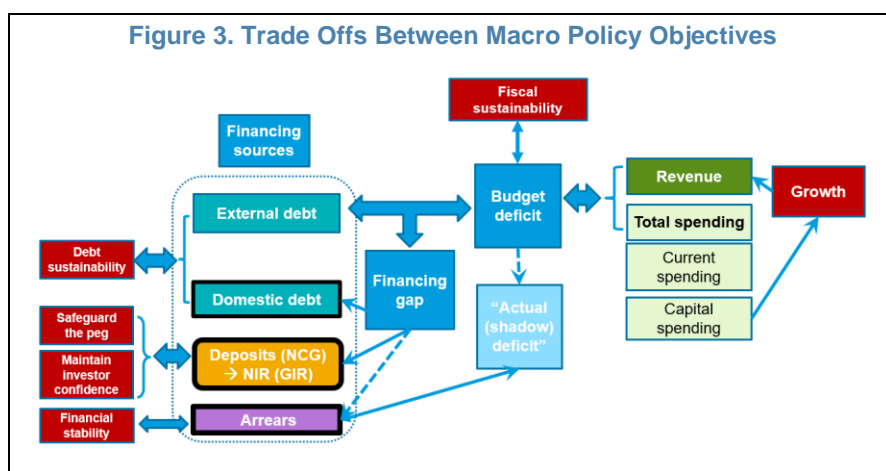 Figure 3. Trade Offs Between Macro Policy Objectives
Fiscal
sustainability
Financing
sources
Revenue
Growth
Budget
deficit
External debt
Total spending
Debt
sustainability
Current
spending
Financing
gap
Domestic debt
"Actual
(shadow)
deficit"
Capital
spending
Safeguard
the peg
Deposits (NCG)
→ NIR (GIR)
Maintain
investor
confidence
Financial
stability
Arrears